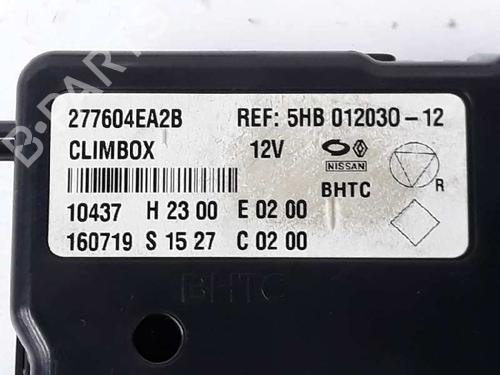 277604EA2B REF: 5HB 012030-12
CLIMBOX 12V NISSAN
BHTC R
10437 H 23 00 E 02 00
160719 S 15 27 C 02 00
BHTC
B-PARTS